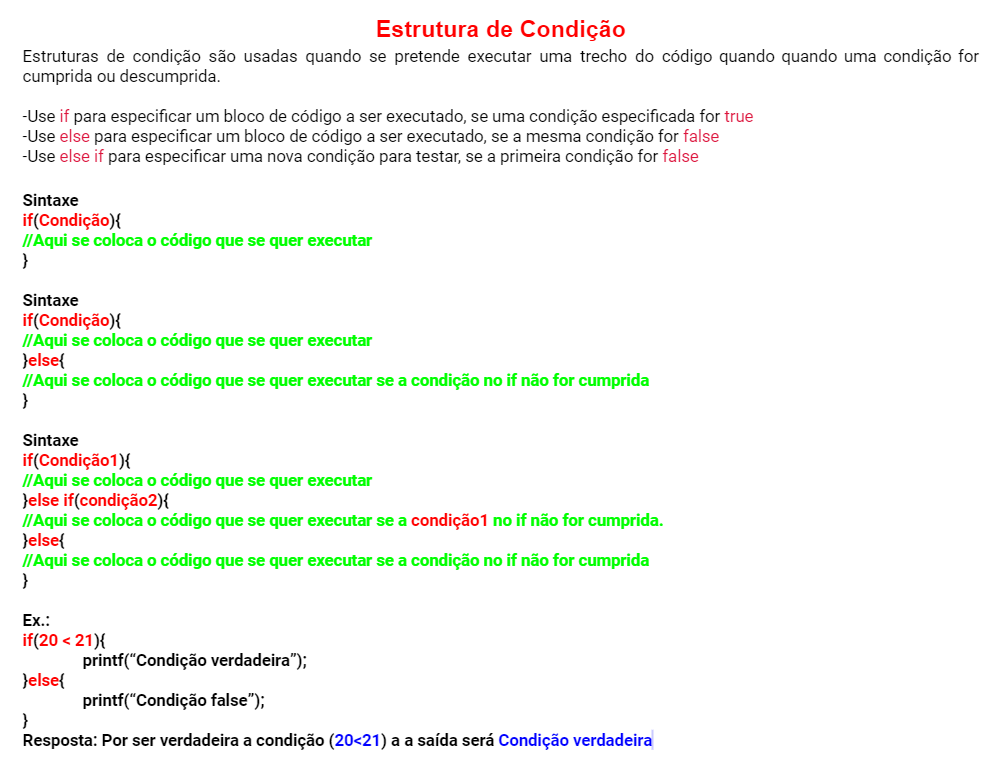 Estrutura de Condição
Estruturas de condição são usadas quando se pretende executar uma trecho do código quando quando uma condição for
cumprida ou descumprida.
-Use if para especificar um bloco de código a ser executado, se uma condição especificada for true
-Use else para especificar um bloco de código a ser executado, se a mesma condição for false
-Use else if para especificar uma nova condição para testar, se a primeira condição for false
Sintaxe
if(Condição){
//Aqui se coloca o código que se quer executar
}
Sintaxe
if(Condição){
//Aqui se coloca o código que se quer executar
}else{
//Aqui se coloca o código que se quer executar se a condição no if não for cumprida
}
Sintaxe
if(Condição1){
//Aqui se coloca o código que se quer executar
}else if(condição2){
//Aqui se coloca o código que se quer executar se a condição1 no if não for cumprida.
}else{
//Aqui se coloca o código que se quer executar se a condição no if não for cumprida
}
Ex.:
if(20 < 21){
printf(“Condição verdadeira”);
}else{
printf(“Condição false”);
}
Resposta: Por ser verdadeira a condição (20<21) a a saída será Condição verdadeira